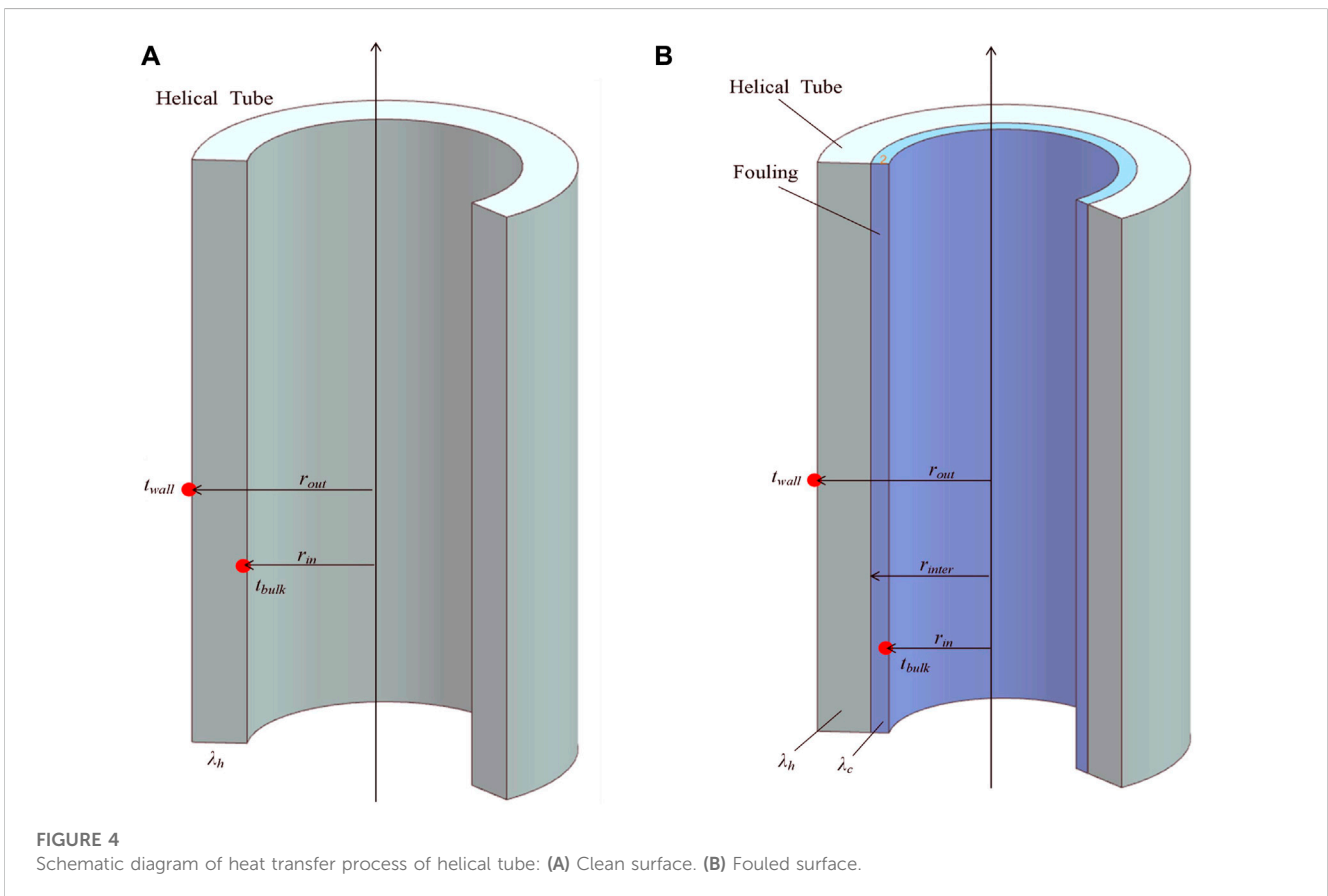 A
Helical Tube
t_wall
r_out
r_in
t_bulk
λ_h
B
Helical Tube
Fouling
2
t_wall
r_out
r_inter
r_in
t_bulk
λ_h
λ_c
FIGURE 4
Schematic diagram of heat transfer process of helical tube: (A) Clean surface. (B) Fouled surface.